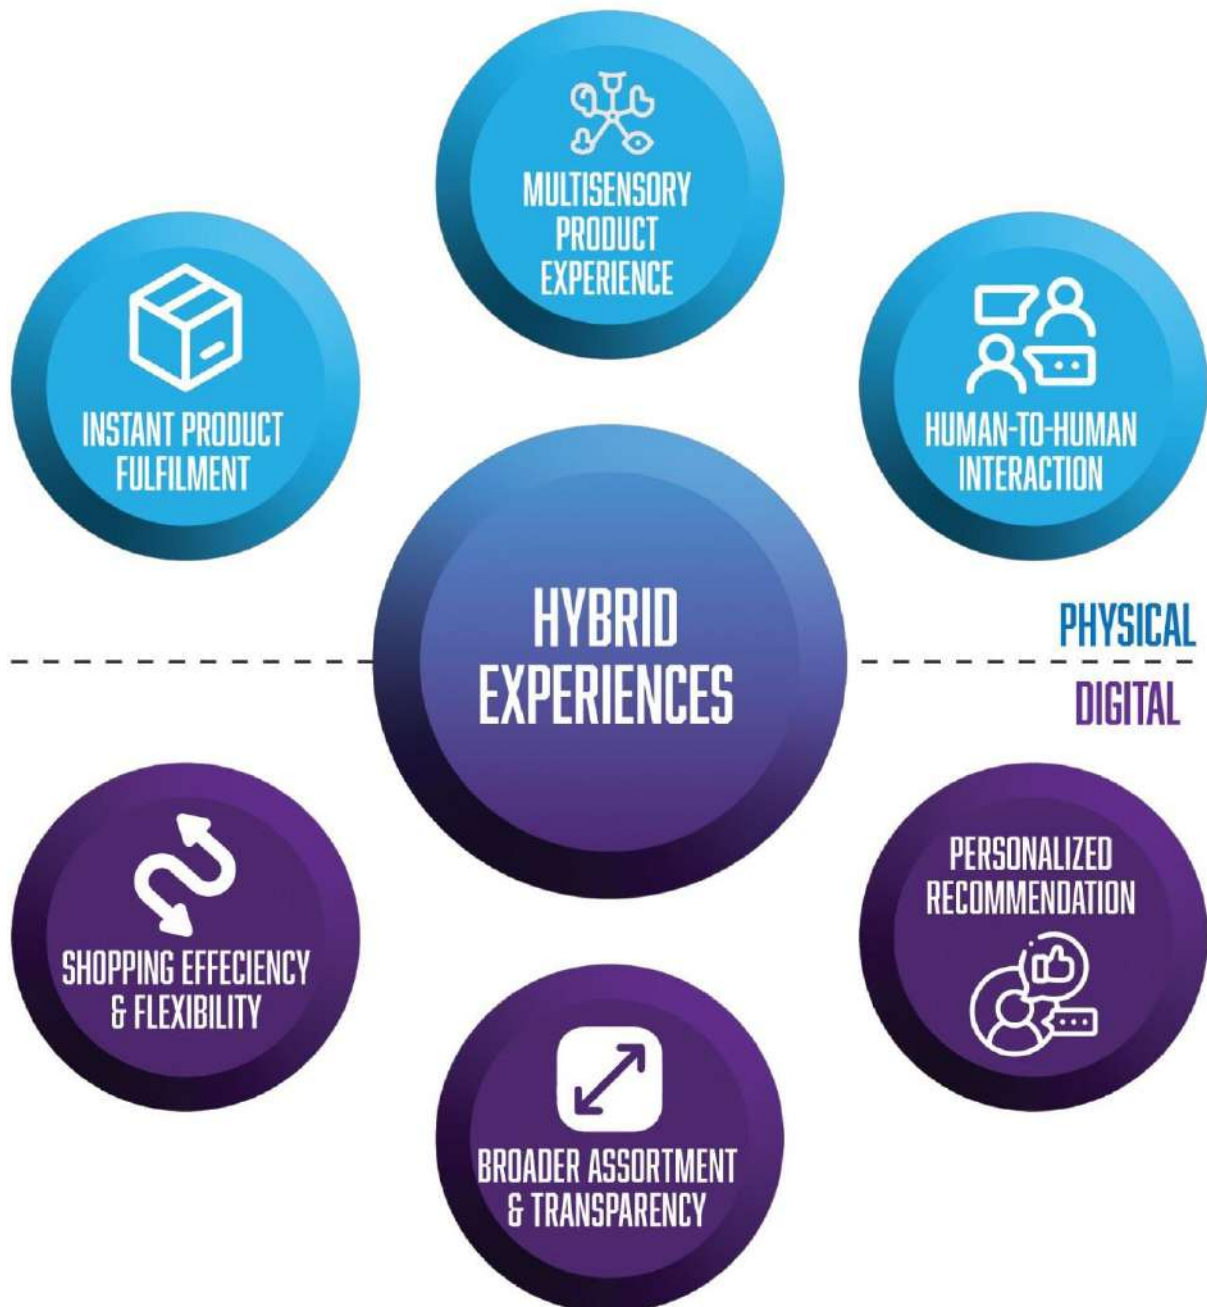 MULTISENSORY
PRODUCT
EXPERIENCE
INSTANT PRODUCT
FULFILMENT
HUMAN-TO-HUMAN
INTERACTION
HYBRID
EXPERIENCES
PHYSICAL
DIGITAL
SHOPPING EFFECIENCY
& FLEXIBILITY
PERSONALIZED
RECOMMENDATION
BROADER ASSORTMENT
& TRANSPARENCY